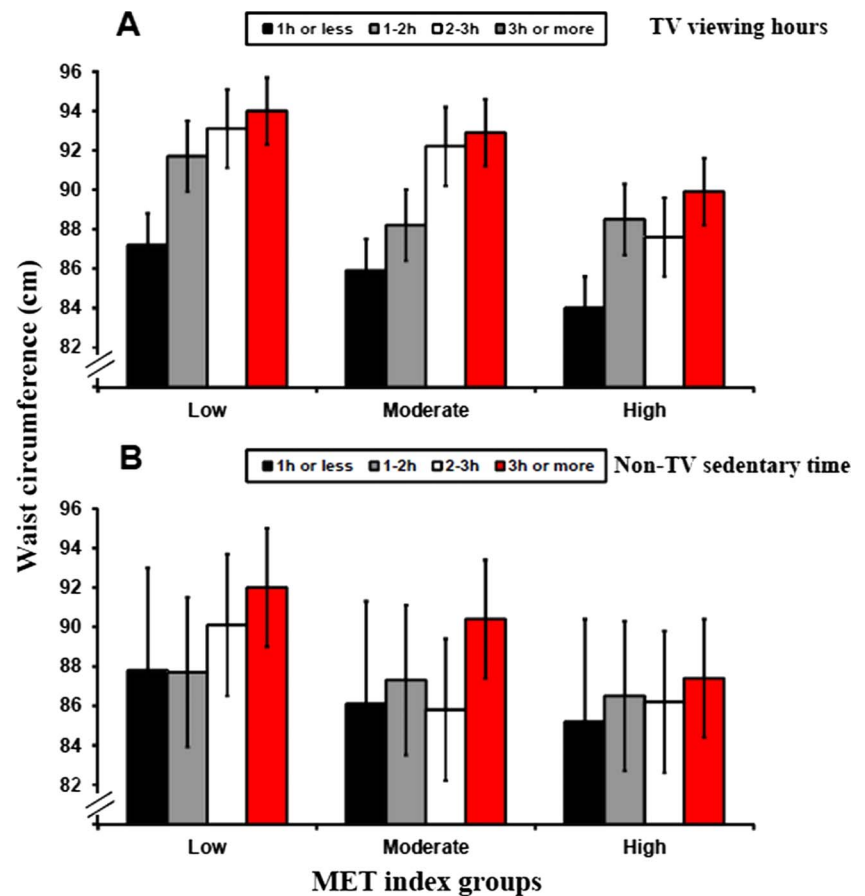 A
1h or less 1-2h 2-3h 3h or more
TV viewing hours
96
94
92
90
88
86
84
82
Low Moderate High
Waist circumference (cm)
B
1h or less 1-2h 2-3h 3h or more
Non-TV sedentary time
96
94
92
90
88
86
84
82
Low Moderate High
MET index groups